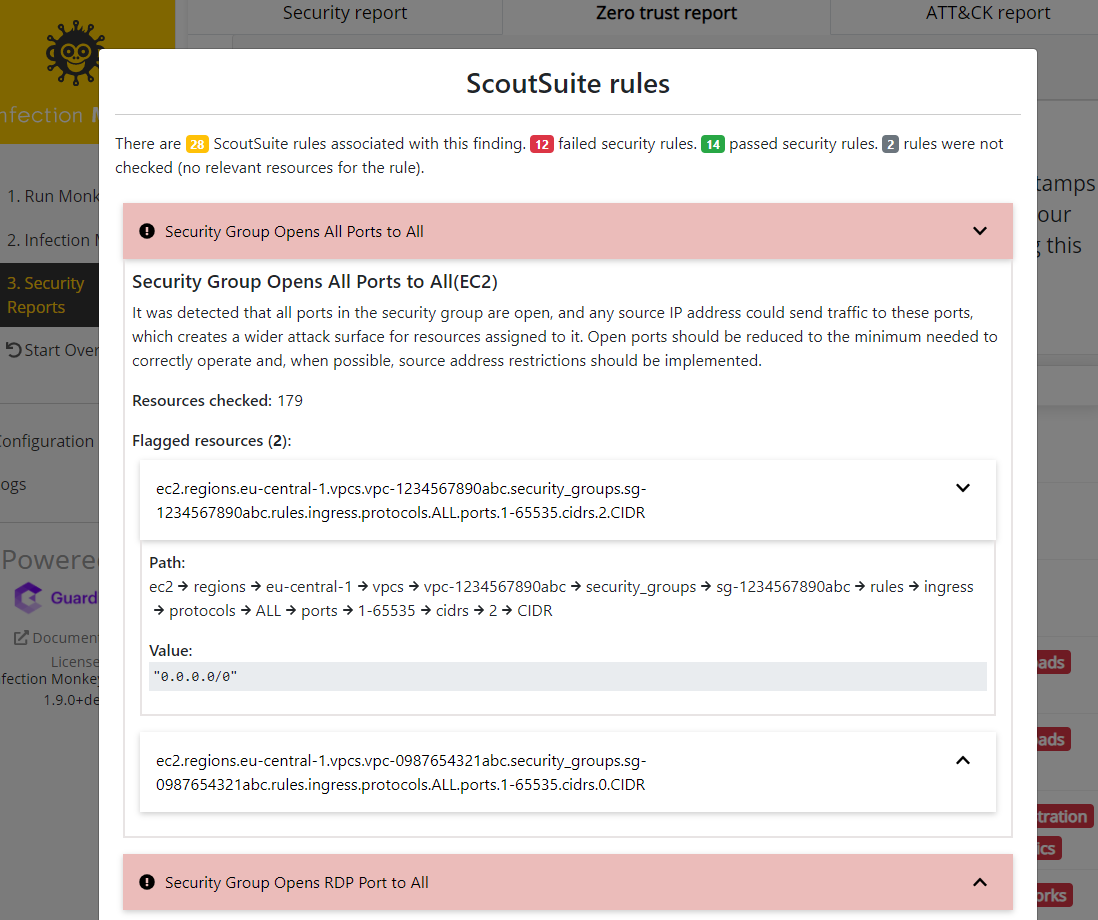 Security report
Zero trust report
ATT&CK report
ScoutSuite rules
There are 28 ScoutSuite rules associated with this finding. 12 failed security rules. 14 passed security rules. 2 rules were not
checked (no relevant resources for the rule).
Security Group Opens All Ports to All
Security Group Opens All Ports to All(EC2)
It was detected that all ports in the security group are open, and any source IP address could send traffic to these ports,
which creates a wider attack surface for resources assigned to it. Open ports should be reduced to the minimum needed to
correctly operate and, when possible, source address restrictions should be implemented.
Resources checked: 179
Flagged resources (2):
ec2.regions.eu-central-1.vpcs.vpc-1234567890abc.security_groups.sg-
1234567890abc.rules.ingress.protocols.ALL.ports.1-65535.cidrs.2.CIDR
Path:
ec2 → regions → eu-central-1 → vpcs → vpc-1234567890abc → security_groups → sg-1234567890abc → rules → ingress
→ protocols → ALL → ports → 1-65535 → cidrs → 2 → CIDR
Value:
"0.0.0.0/0"
ec2.regions.eu-central-1.vpcs.vpc-0987654321abc.security_groups.sg-
0987654321abc.rules.ingress.protocols.ALL.ports.1-65535.cidrs.0.CIDR
Security Group Opens RDP Port to All
nfection M
1. Run Monk
2. Infection M
3. Security
Reports
Start Over
Configuration
ogs
Powere
Guard
Documen
License
fection Monkey
1.9.0+de
tamps
our
this
ads
ads
tration
ics
orks